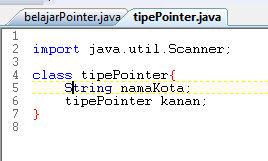 belajarPointer.java tipePointer.java
1
2 import java.util.Scanner;
3
4 class tipePointer{
5 String namaKota;
6 tipePointer kanan;
7 }
8